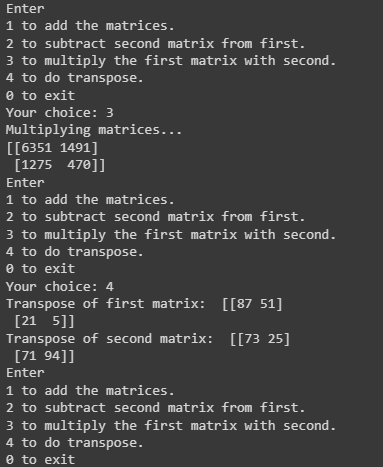 Enter
1 to add the matrices.
2 to subtract second matrix from first.
3 to multiply the first matrix with second.
4 to do transpose.
0 to exit
Your choice: 3
Multiplying matrices...
[[6351 1491]
 [1275  470]]
Enter
1 to add the matrices.
2 to subtract second matrix from first.
3 to multiply the first matrix with second.
4 to do transpose.
0 to exit
Your choice: 4
Transpose of first matrix:  [[87 51]
 [21  5]]
Transpose of second matrix:  [[73 25]
 [71 94]]
Enter
1 to add the matrices.
2 to subtract second matrix from first.
3 to multiply the first matrix with second.
4 to do transpose.
0 to exit